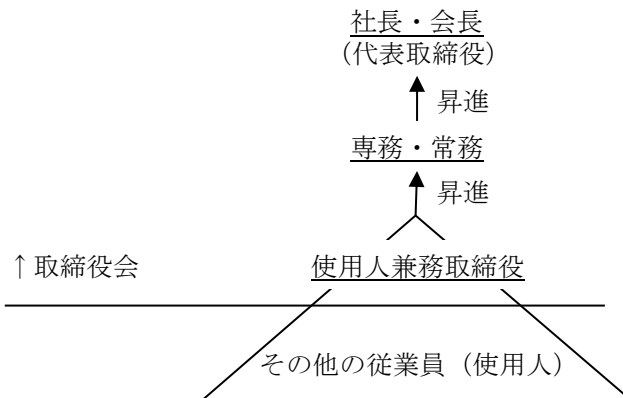 社長・会長
（代表取締役）
昇進
専務・常務
昇進
↑取締役会
使用人兼務取締役
その他の従業員（使用人）